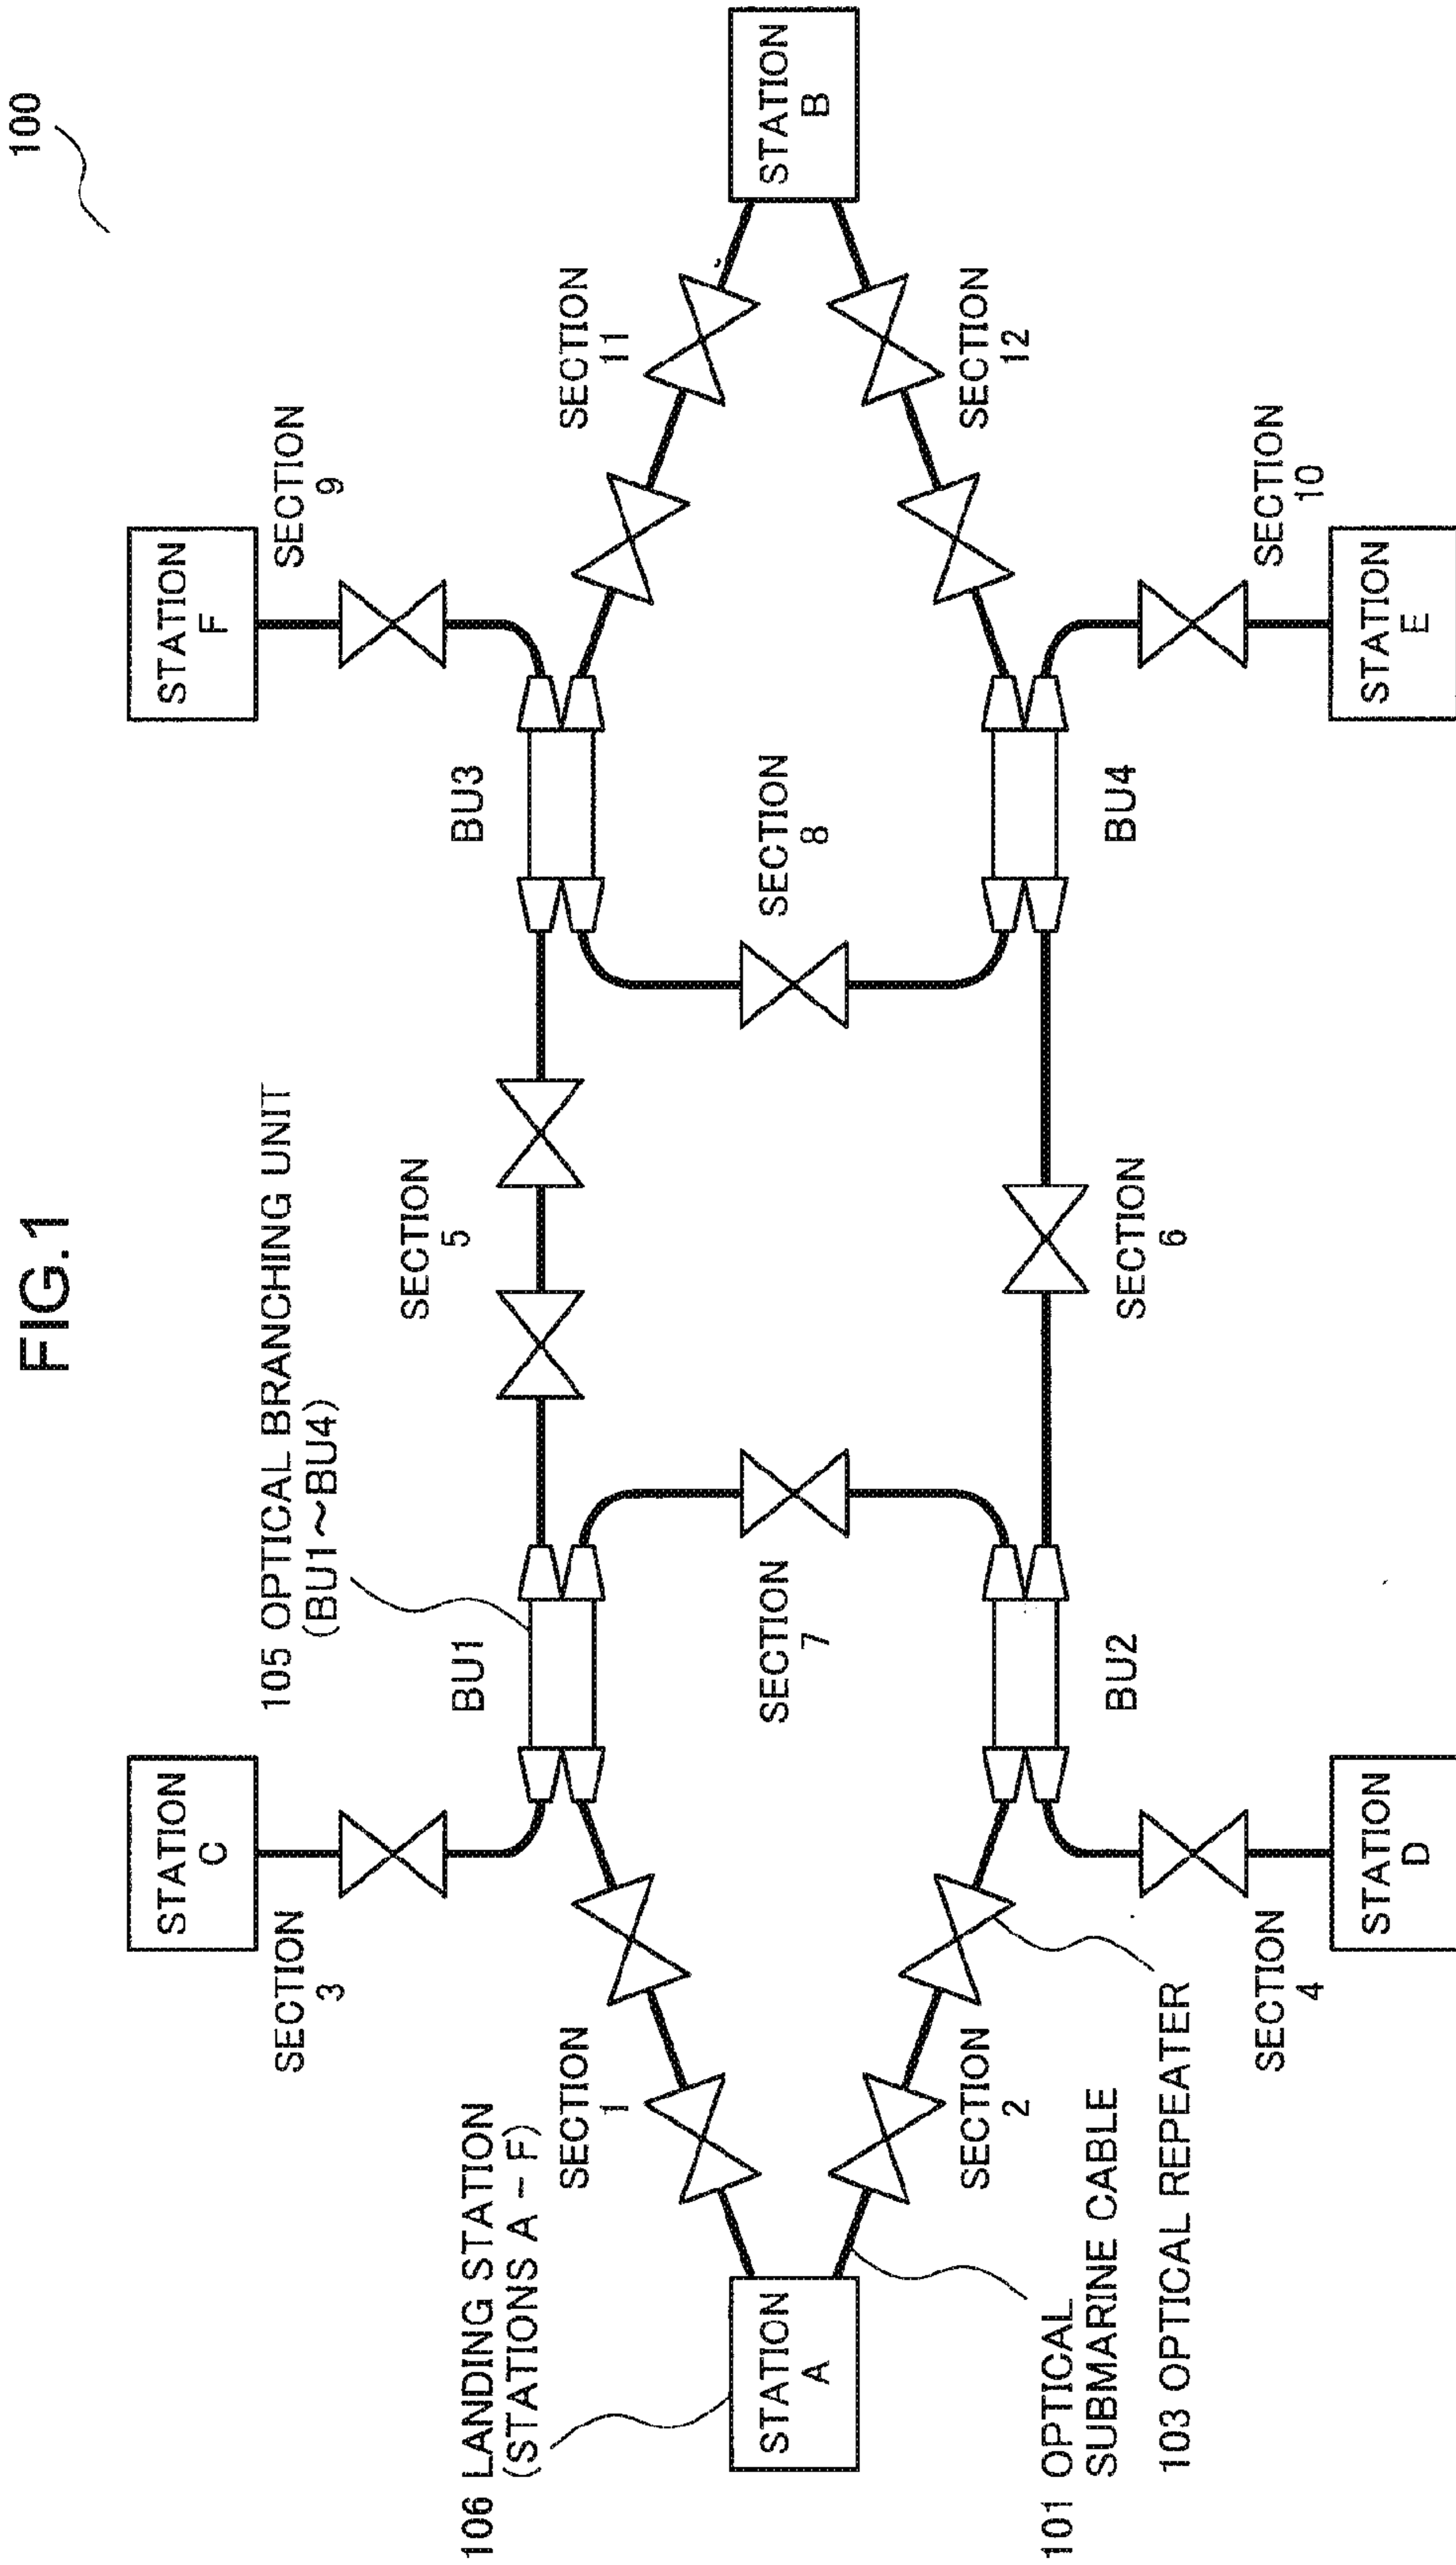 FIG.1
100
105 OPTICAL BRANCHING UNIT
(BU1~BU4)
106 LANDING STATION
(STATIONS A - F)
STATION
C
SECTION
3
BU1
SECTION
5
BU3
STATION
F
SECTION
9
SECTION
1
SECTION
11
STATION
A
SECTION
7
SECTION
8
STATION
B
SECTION
2
SECTION
12
101 OPTICAL
SUBMARINE CABLE
103 OPTICAL REPEATER
BU2
SECTION
6
BU4
SECTION
4
STATION
D
SECTION
10
STATION
E